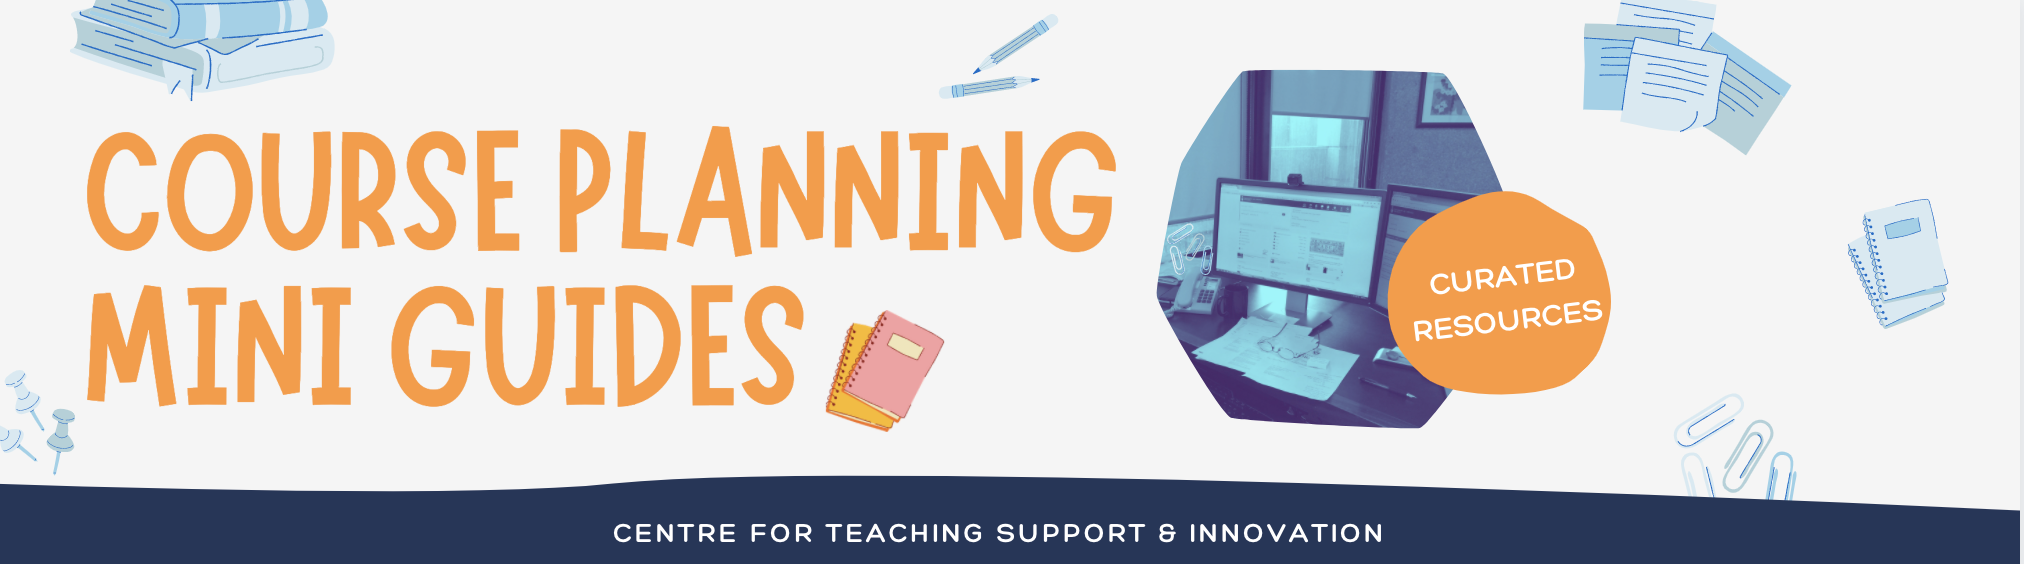 COURSE PLANNING
MINI GUIDES
CURATED
RESOURCES
CENTRE FOR TEACHING SUPPORT & INNOVATION